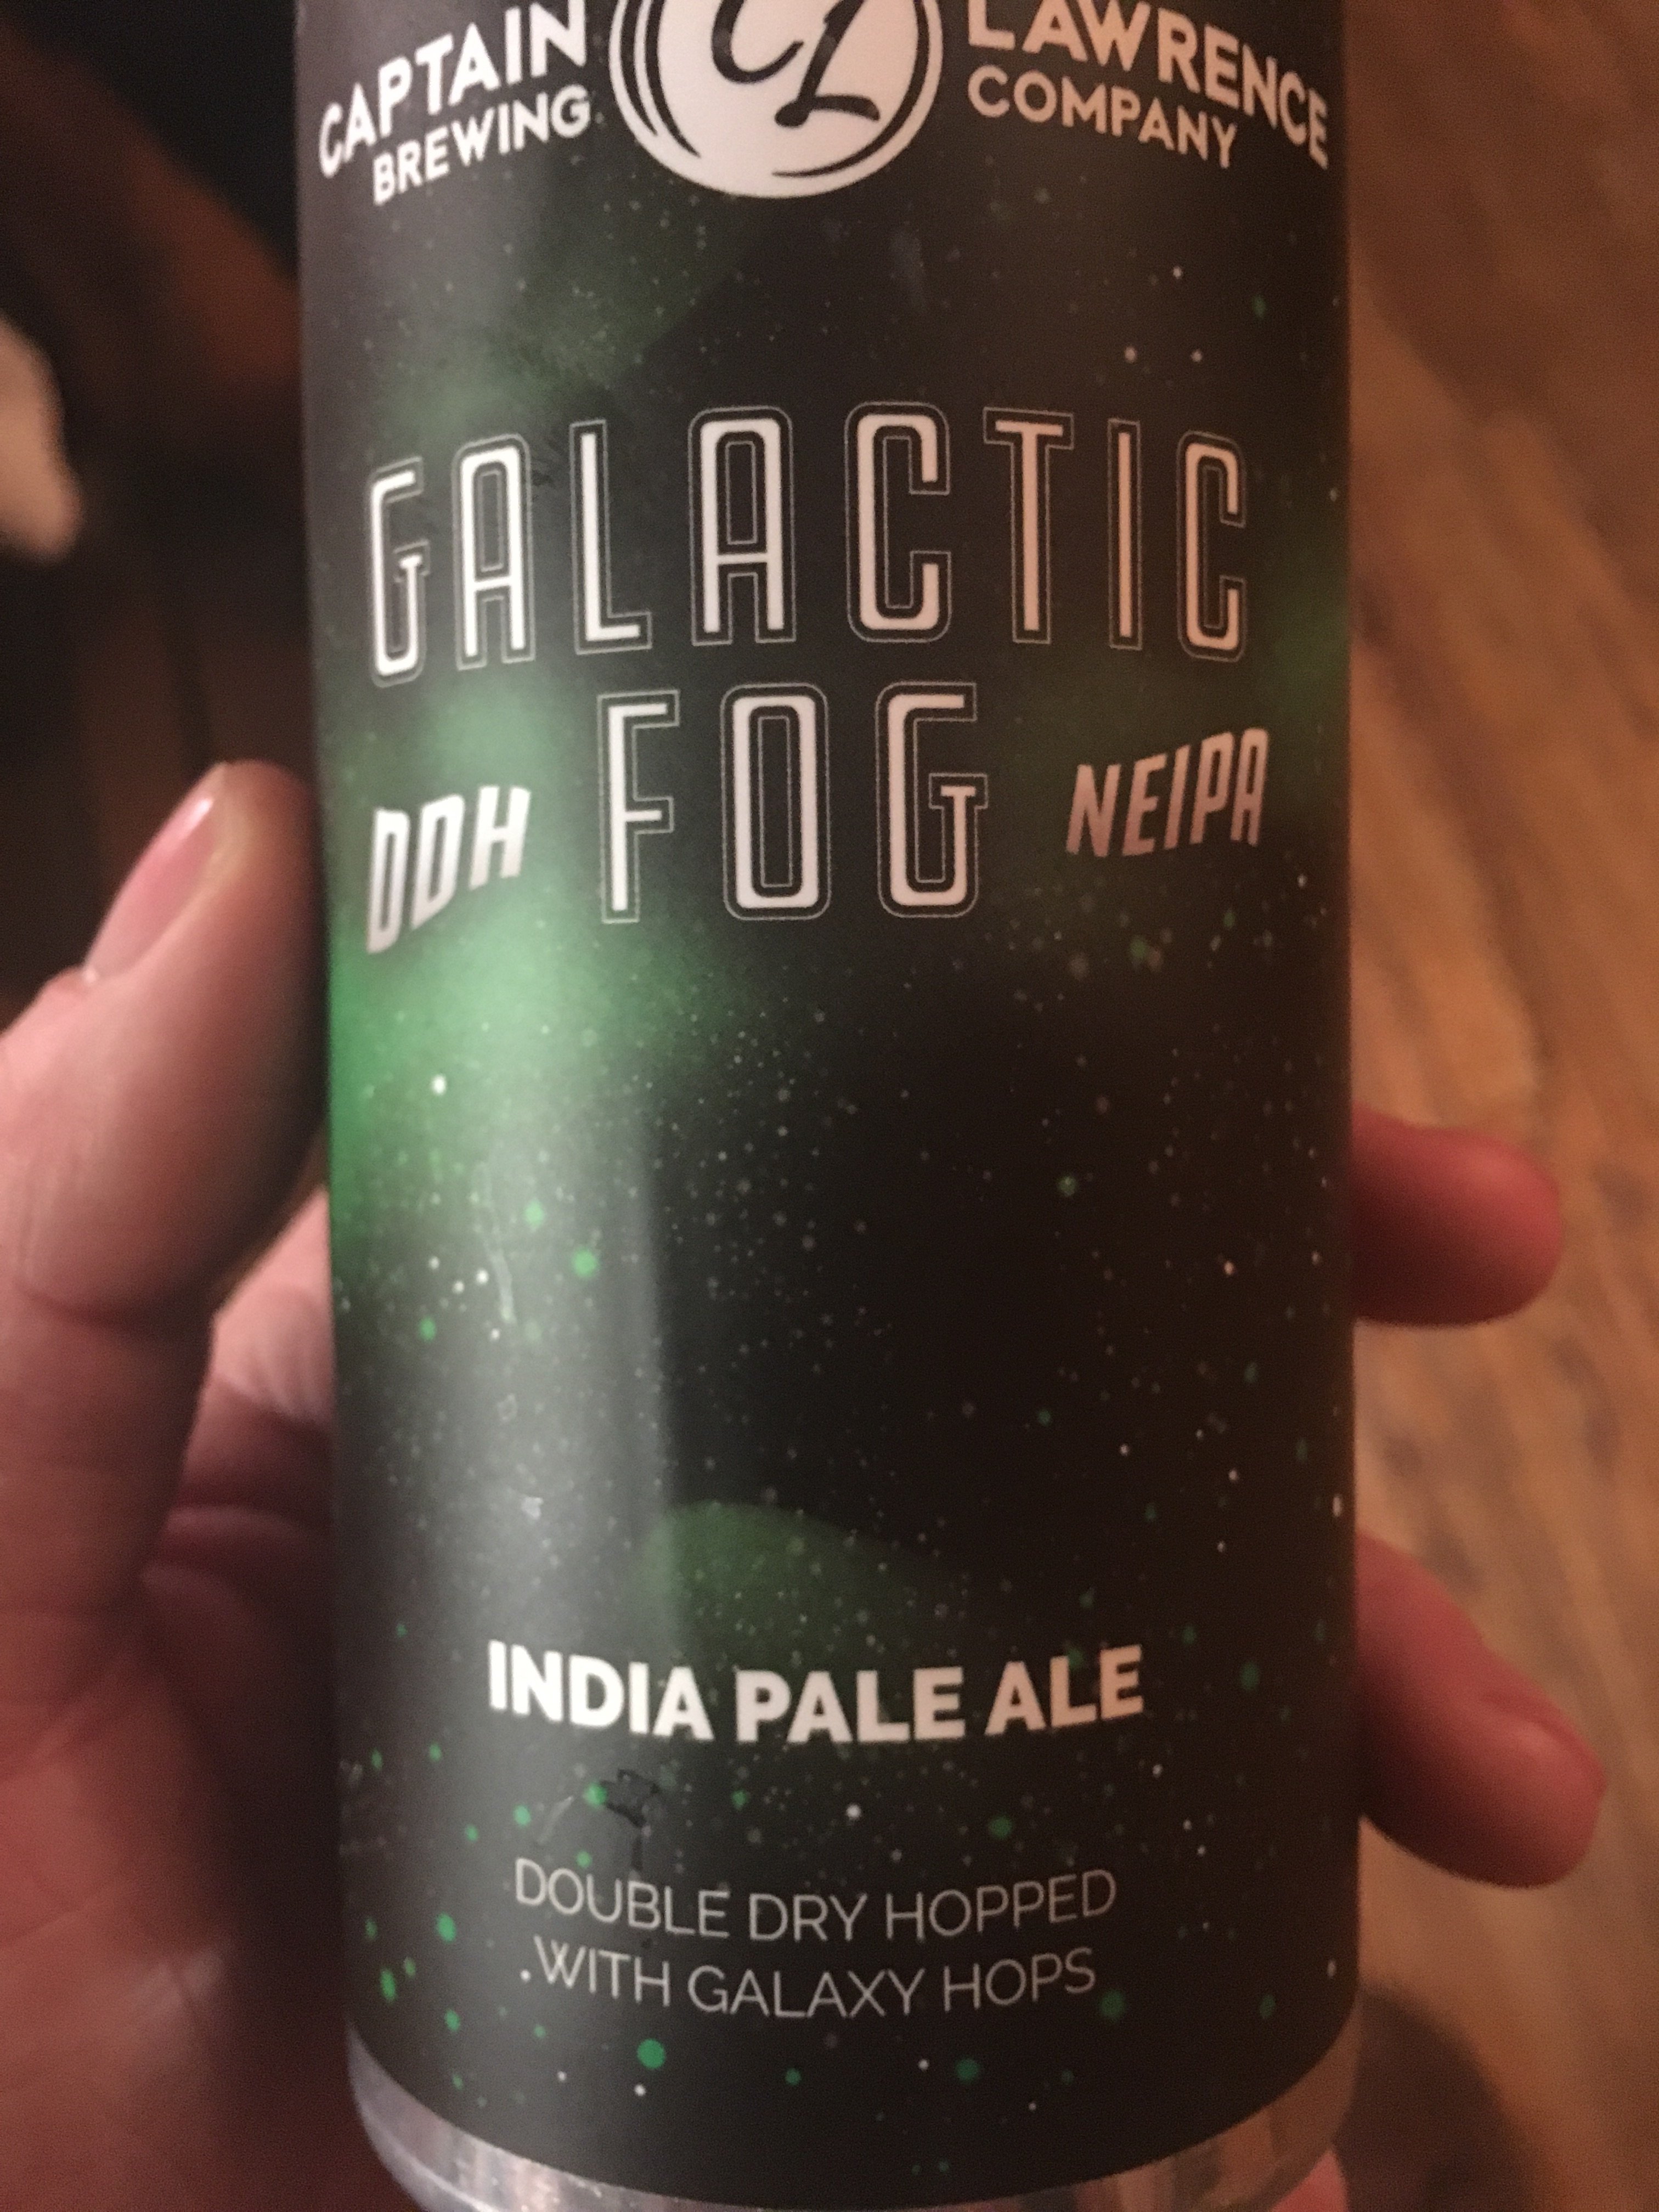 CAPTAIN LAWRENCE
BREWING COMPANY
CL
GALACTIC
FOG
DDH
NEIPA
INDIA PALE ALE
DOUBLE DRY HOPPED
WITH GALAXY HOPS